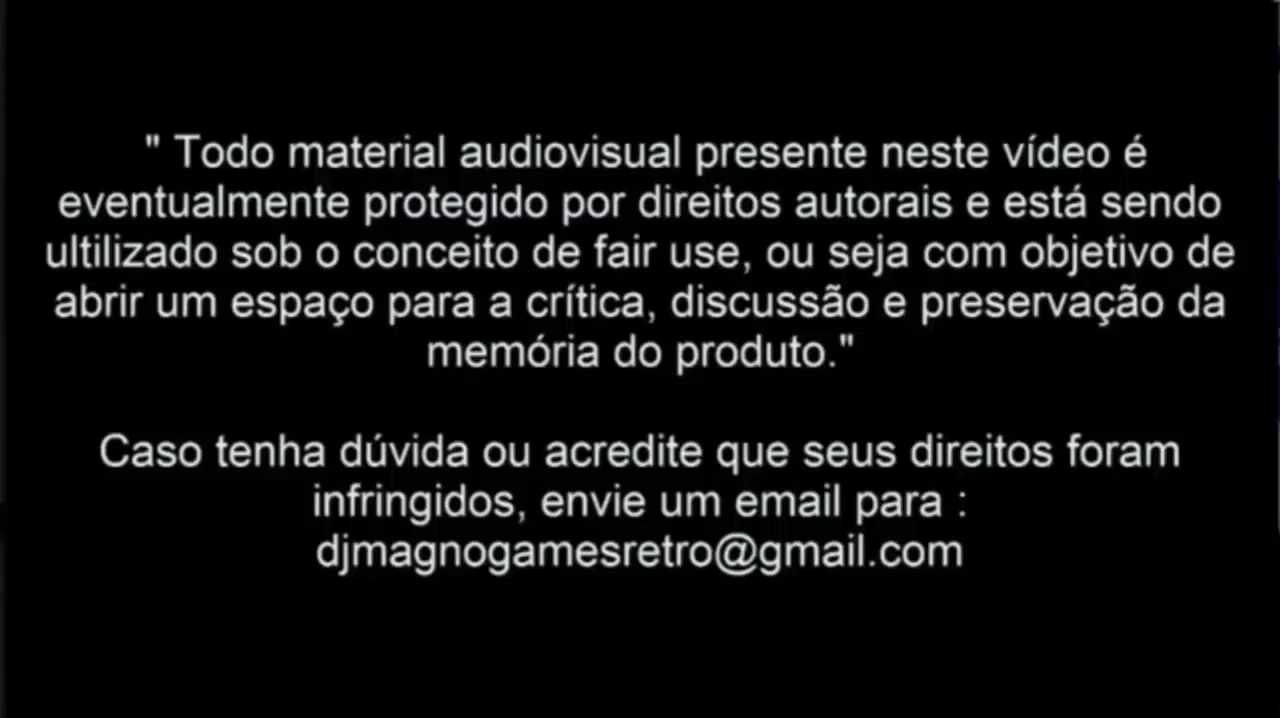 " Todo material audiovisual presente neste vídeo é
eventualmente protegido por direitos autorais e está sendo
ultilizado sob o conceito de fair use, ou seja com objetivo de
abrir um espaço para a crítica, discussão e preservação da
memória do produto."
Caso tenha dúvida ou acredite que seus direitos foram
infringidos, envie um email para :
djmagnogamesretro@gmail.com